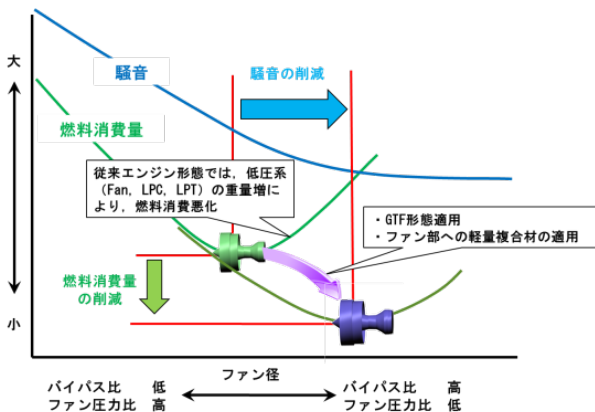 大
小
騒音
騒音の削減
燃料消費量
従来エンジン形態では，低圧系
（Fan，LPC，LPT）の重量増に
より，燃料消費悪化
・GTF形態適用
・ファン部への軽量複合材の適用
燃料消費量
の削減
ファン径
バイパス比 低
ファン圧力比 高
バイパス比 高
ファン圧力比 低